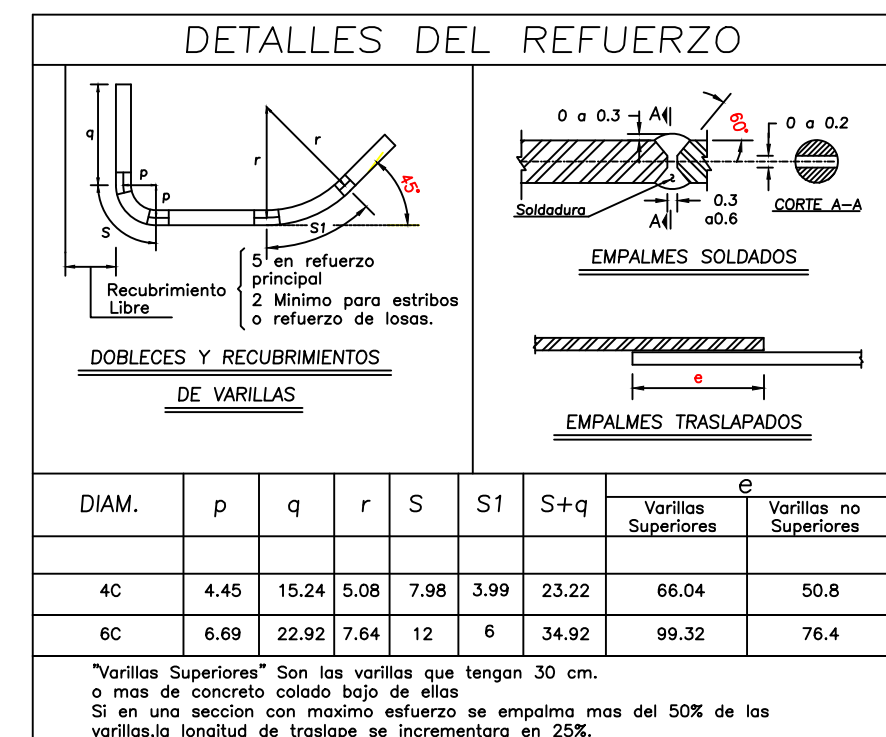 DETALLES DEL REFUERZO
q
p
p
S
r
r
S1
45°
Recubrimiento
Libre
5 en refuerzo
principal
2 Minimo para estribos
o refuerzo de losas.
DOBLECES Y RECUBRIMIENTOS
DE VARILLAS
0 a 0.3
A
60°
0 a 0.2
Soldadura
A
0.3
a0.6
CORTE A-A
EMPALMES SOLDADOS
e
EMPALMES TRASLAPADOS
DIAM. p q r S S1 S+q e
Varillas Superiores Varillas no Superiores
4C 4.45 15.24 5.08 7.98 3.99 23.22 66.04 50.8
6C 6.69 22.92 7.64 12 6 34.92 99.32 76.4
"Varillas Superiores" Son las varillas que tengan 30 cm.
o mas de concreto colado bajo de ellas
Si en una seccion con maximo esfuerzo se empalma mas del 50% de las
varillas,la longitud de traslape se incrementara en 25%.